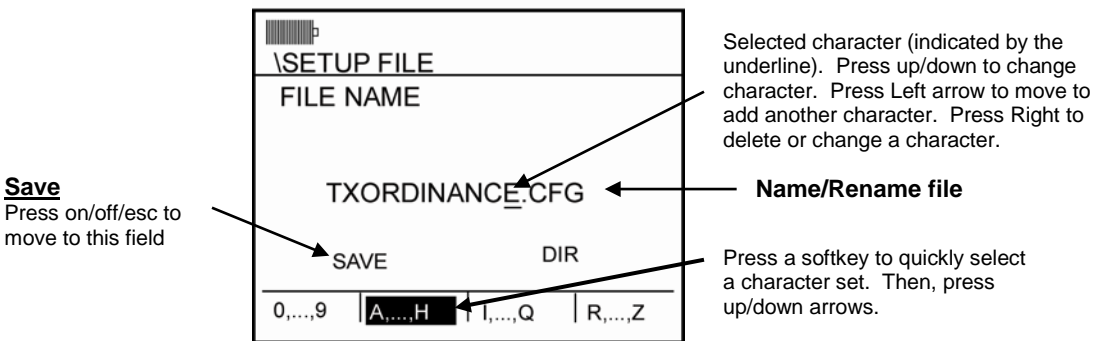 \SETUP FILE
FILE NAME
TXORDINANCE.CFG
SAVE DIR
0,...,9 A,...,H I,...,Q R,...,Z
Save
Press on/off/esc to
move to this field
Selected character (indicated by the
underline). Press up/down to change
character. Press Left arrow to move to
add another character. Press Right to
delete or change a character.
Name/Rename file
Press a softkey to quickly select
a character set. Then, press
up/down arrows.